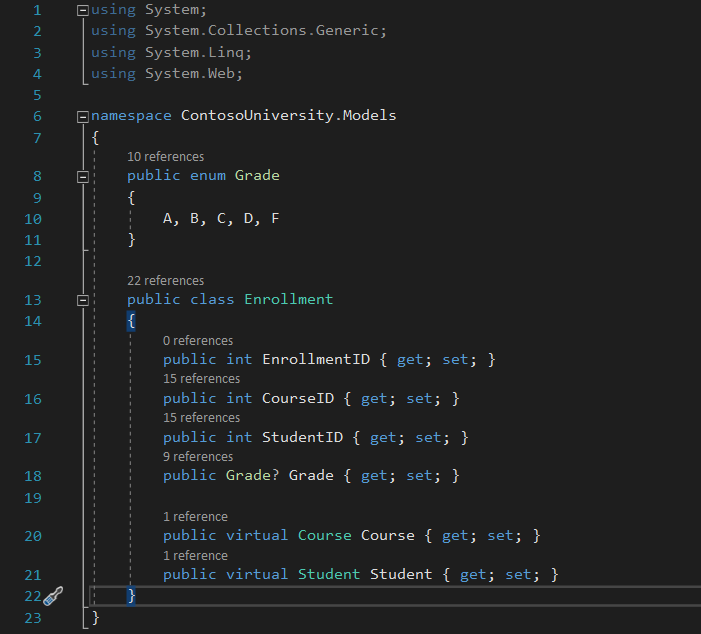 1 using System;
2 using System.Collections.Generic;
3 using System.Linq;
4 using System.Web;
5
6 namespace ContosoUniversity.Models
7 {
10 references
8 public enum Grade
9 {
10 A, B, C, D, F
11 }
12
22 references
13 public class Enrollment
14 {
0 references
15 public int EnrollmentID { get; set; }
15 references
16 public int CourseID { get; set; }
15 references
17 public int StudentID { get; set; }
9 references
18 public Grade? Grade { get; set; }
19
1 reference
20 public virtual Course Course { get; set; }
1 reference
21 public virtual Student Student { get; set; }
22 }
23 }